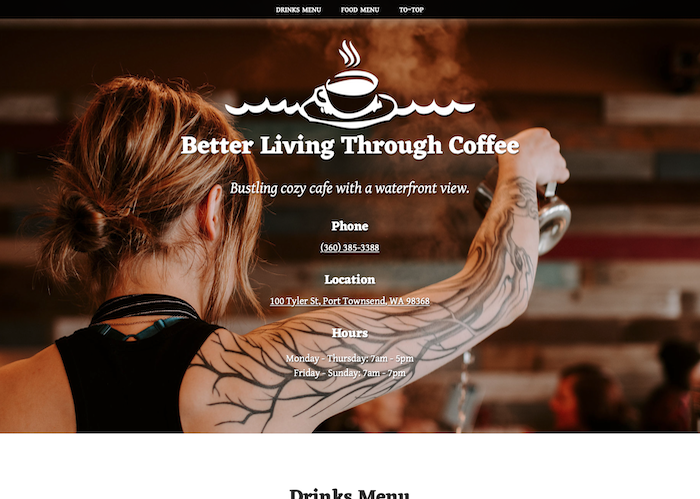 DRINKS MENU FOOD MENU TO-TOP
Better Living Through Coffee
Bustling cozy cafe with a waterfront view.
Phone
(360) 385-3388
Location
100 Tyler St, Port Townsend, WA 98368
Hours
Monday - Thursday: 7am - 5pm
Friday - Sunday: 7am - 7pm
Drinks Menu